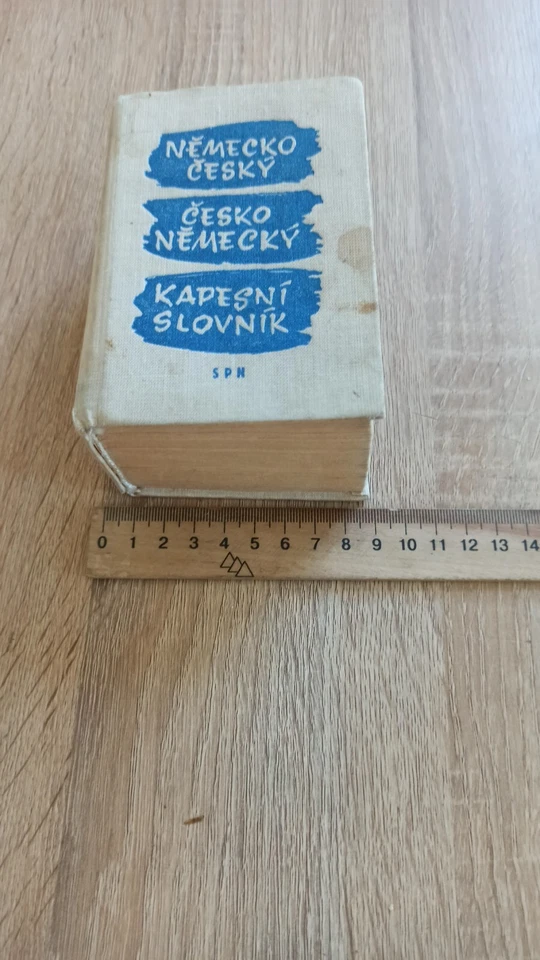 NĚMECKO
ČESKÝ
ČESKO
NĚMECKÝ
KAPESNÍ
SLOVNÍK
SPN
0 1 2 3 4 5 6 7 8 9 10 11 12 13 14